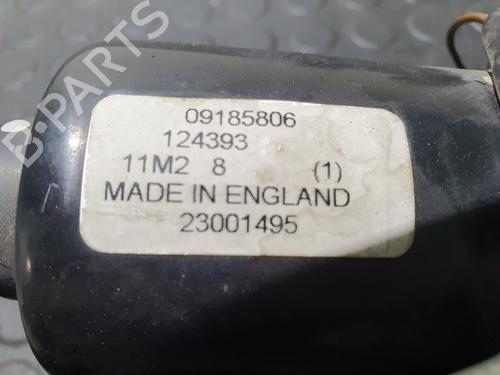 09185806
124393
11M2 8 (1)
MADE IN ENGLAND
23001495
B-PARTS